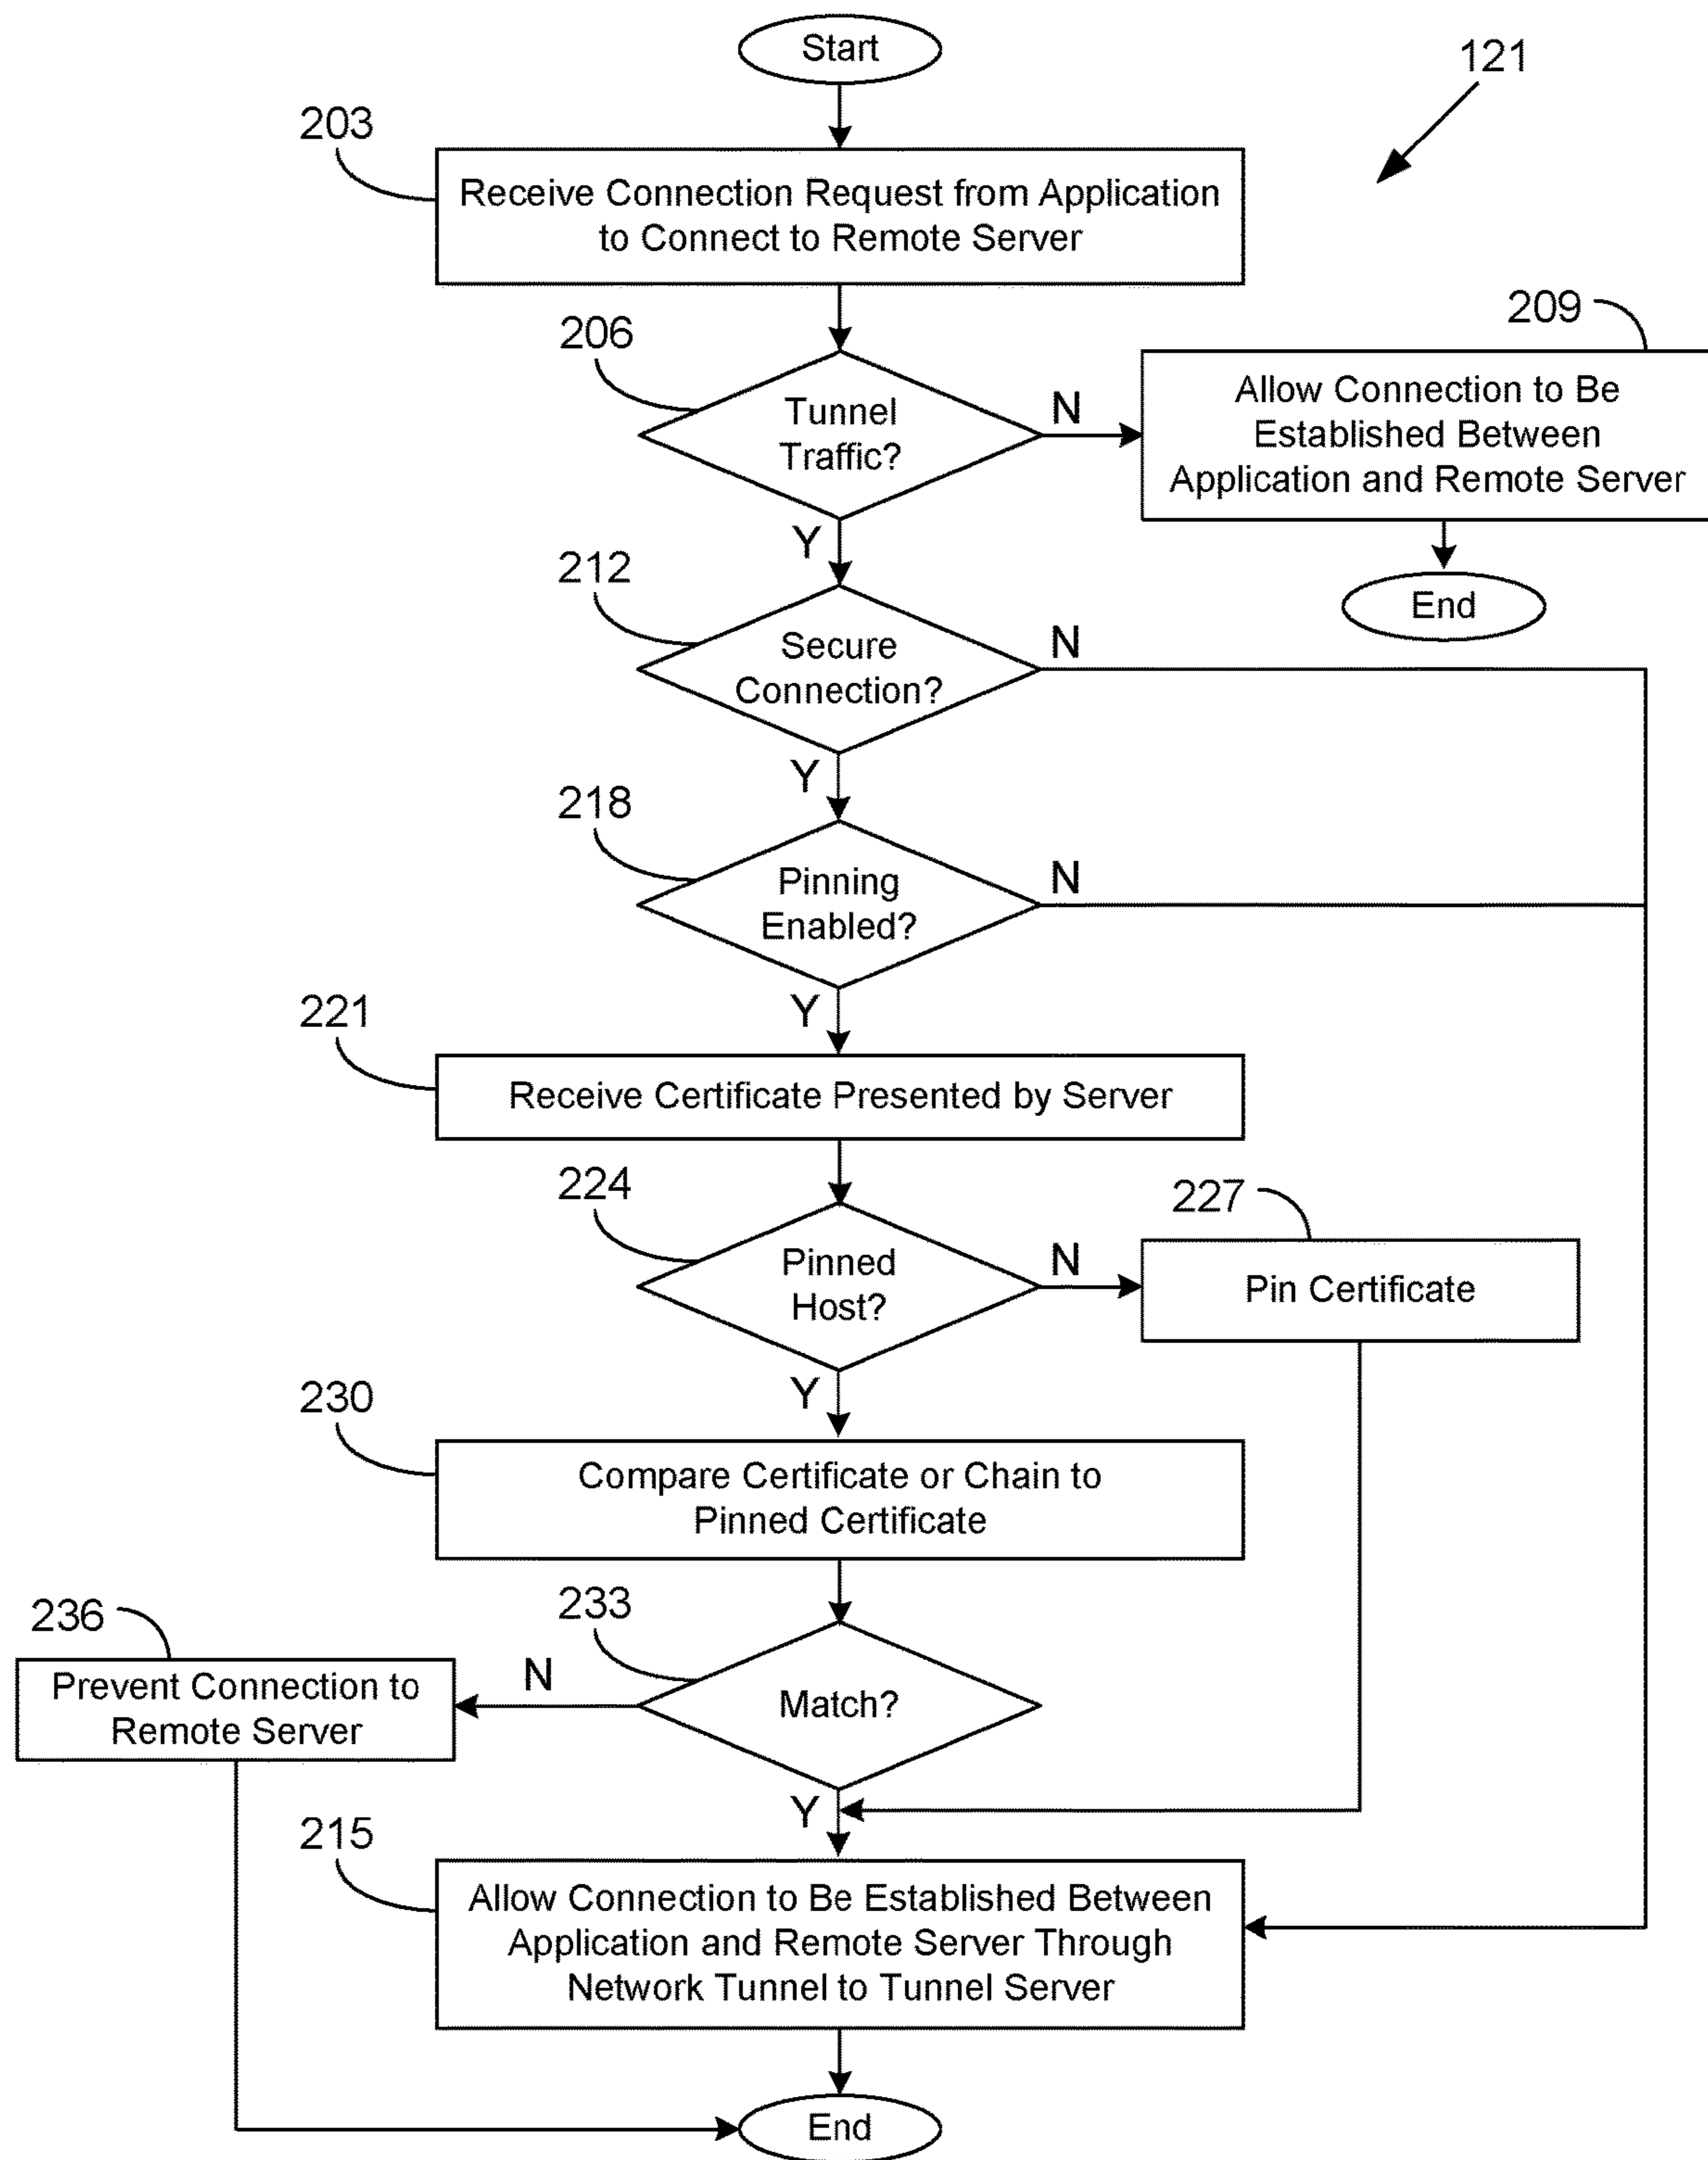 Start
121
203
Receive Connection Request from Application
to Connect to Remote Server
206
Tunnel
Traffic?
N
209
Allow Connection to Be
Established Between
Application and Remote Server
End
Y
212
Secure
Connection?
N
Y
218
Pinning
Enabled?
N
Y
221
Receive Certificate Presented by Server
224
Pinned
Host?
N
227
Pin Certificate
Y
230
Compare Certificate or Chain to
Pinned Certificate
233
Match?
N
236
Prevent Connection to
Remote Server
Y
215
Allow Connection to Be Established Between
Application and Remote Server Through
Network Tunnel to Tunnel Server
End